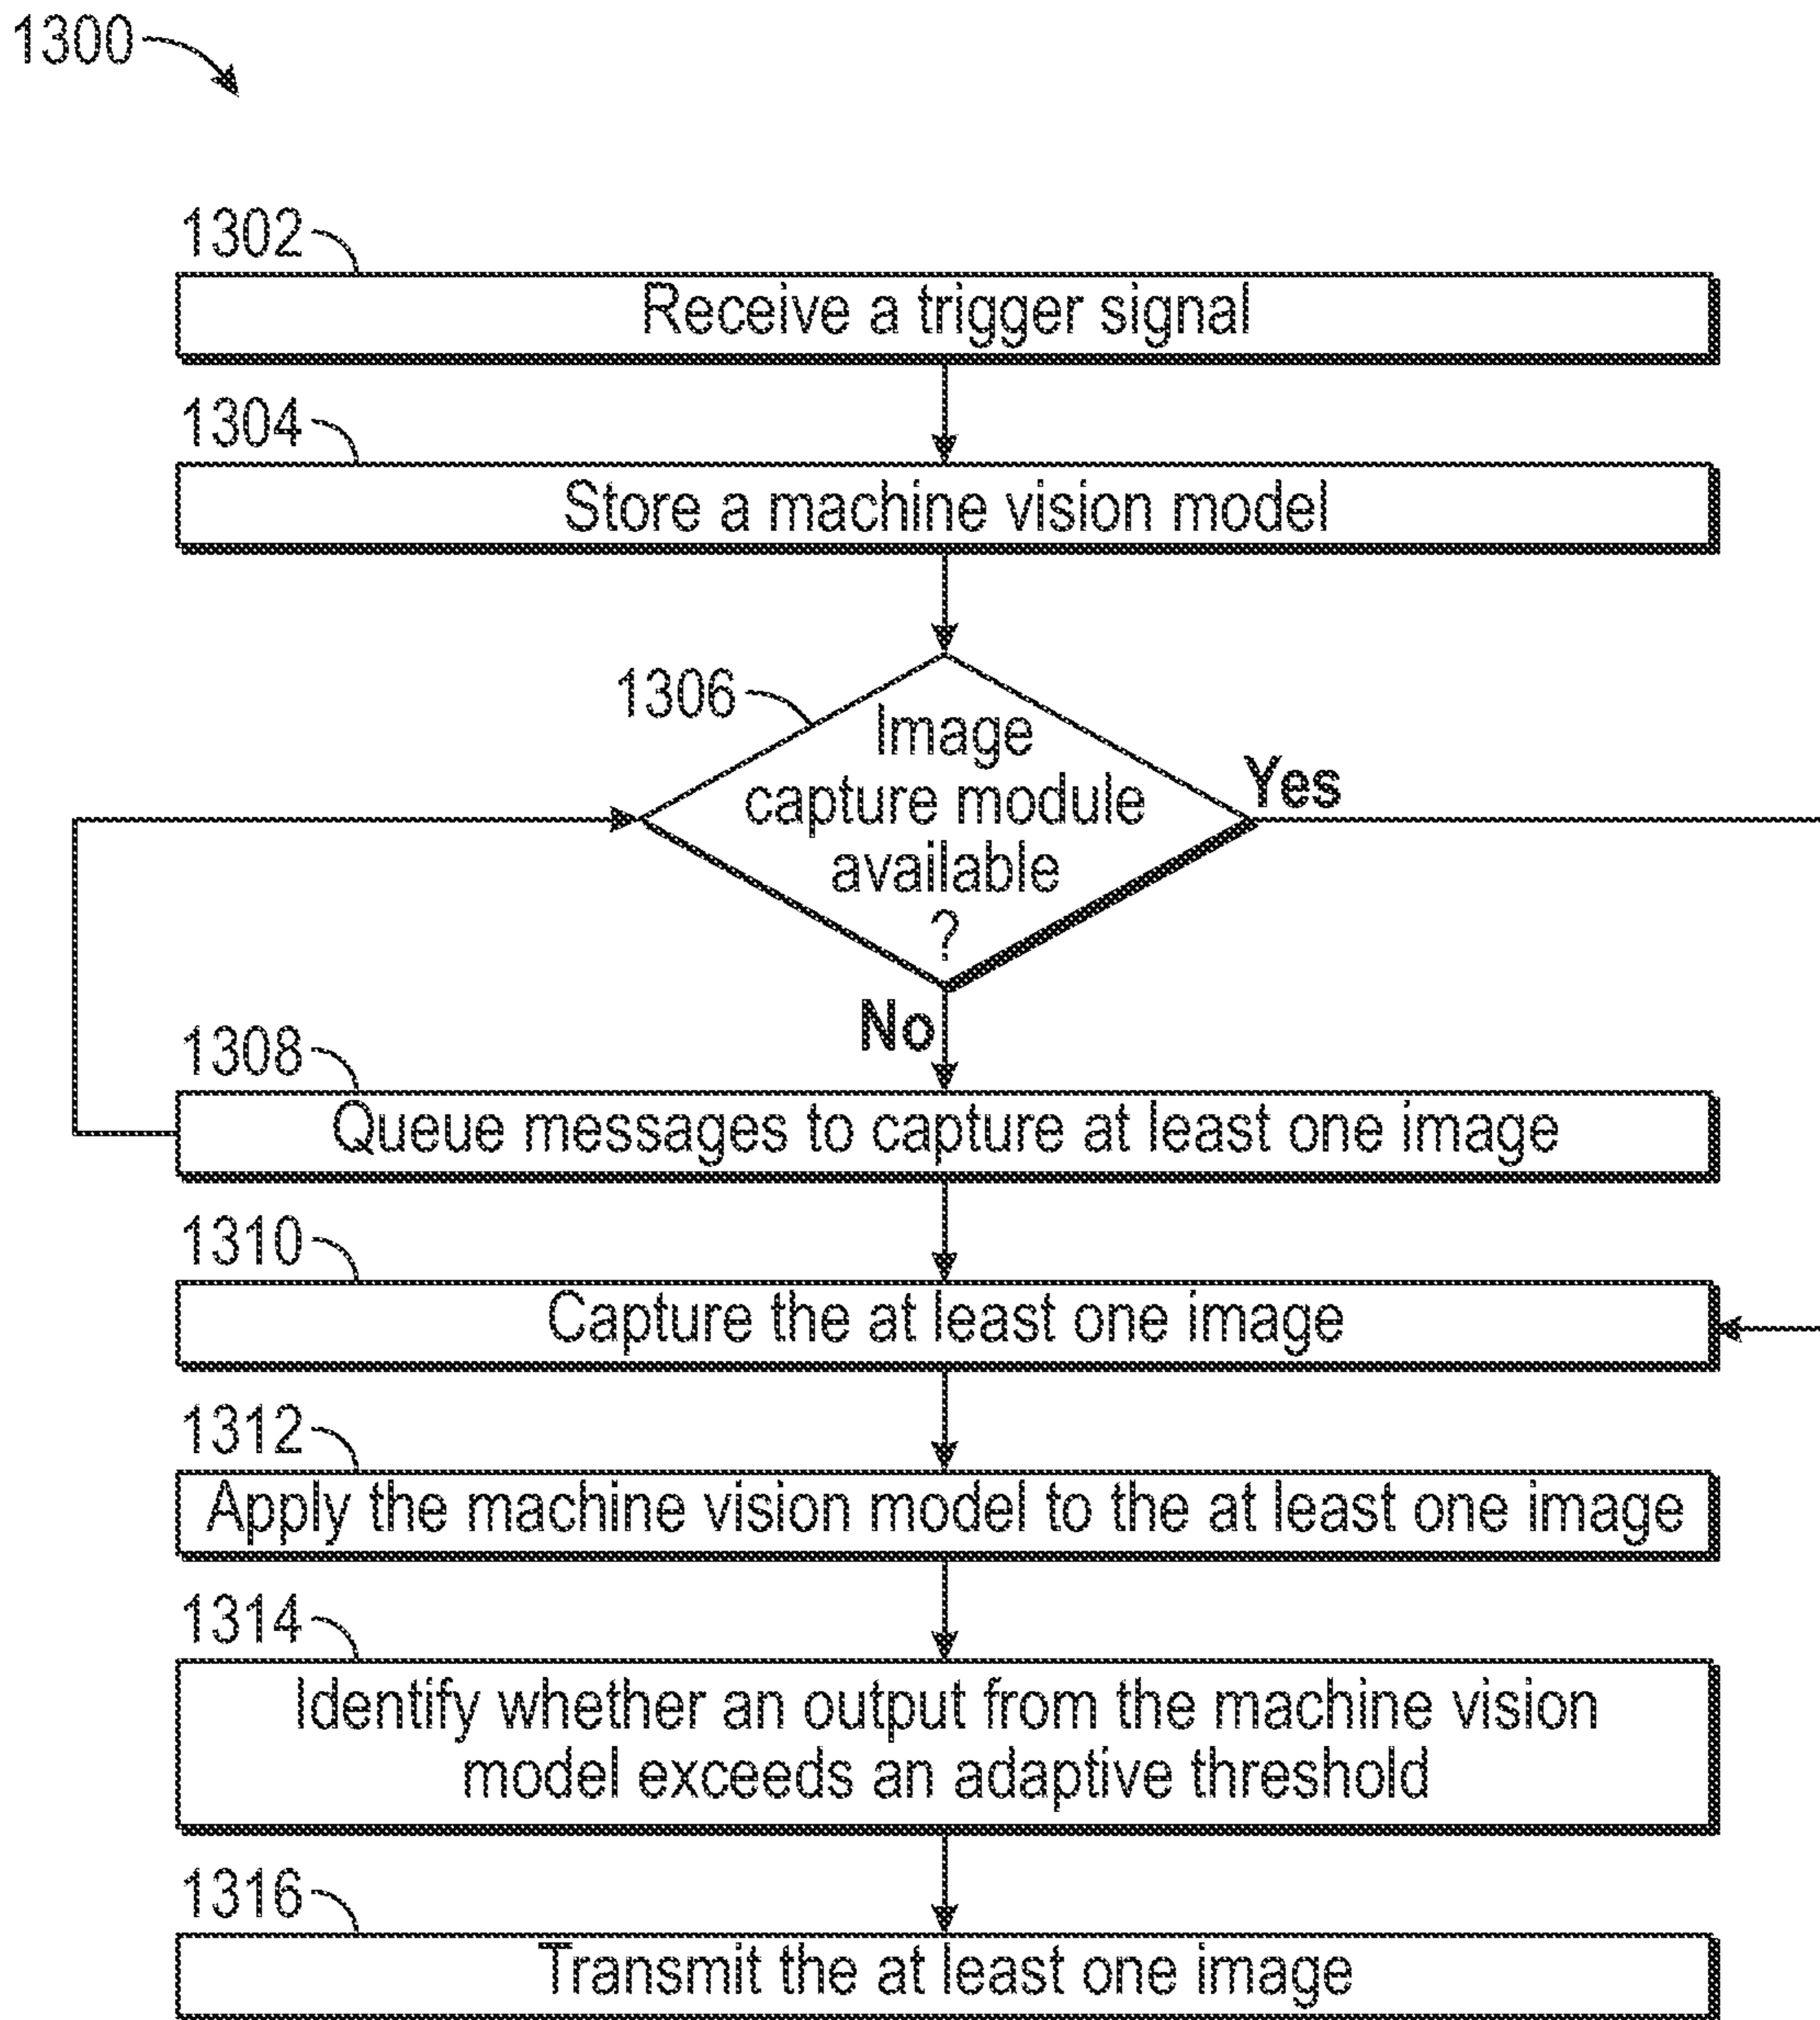 1300
1302
Receive a trigger signal
1304
Store a machine vision model
1306
Image
capture module
available
?
Yes
No
1308
Queue messages to capture at least one image
1310
Capture the at least one image
1312
Apply the machine vision model to the at least one image
1314
Identify whether an output from the machine vision
model exceeds an adaptive threshold
1316
Transmit the at least one image